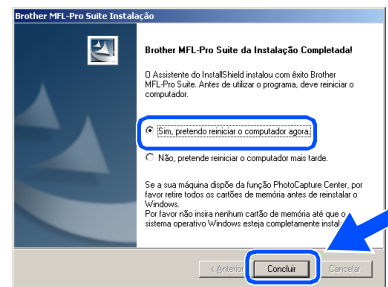 Brother MFL-Pro Suite Instalação
Brother MFL-Pro Suite da Instalação Completada!
O Assistente do InstallShield instalou com êxito Brother
MFL-Pro Suite. Antes de utilizar o programa, deve reiniciar o
computador.
Sim, pretendo reiniciar o computador agora.
Não, pretende reiniciar o computador mais tarde.
Se a sua máquina dispõe da função PhotoCapture Center, por
favor retire todos os cartões de memória antes de reinstalar o
Windows.
Por favor não insira nenhum cartão de memória até que o
sistema operativo Windows esteja completamente
< Anterior
Concluir
Cancelar